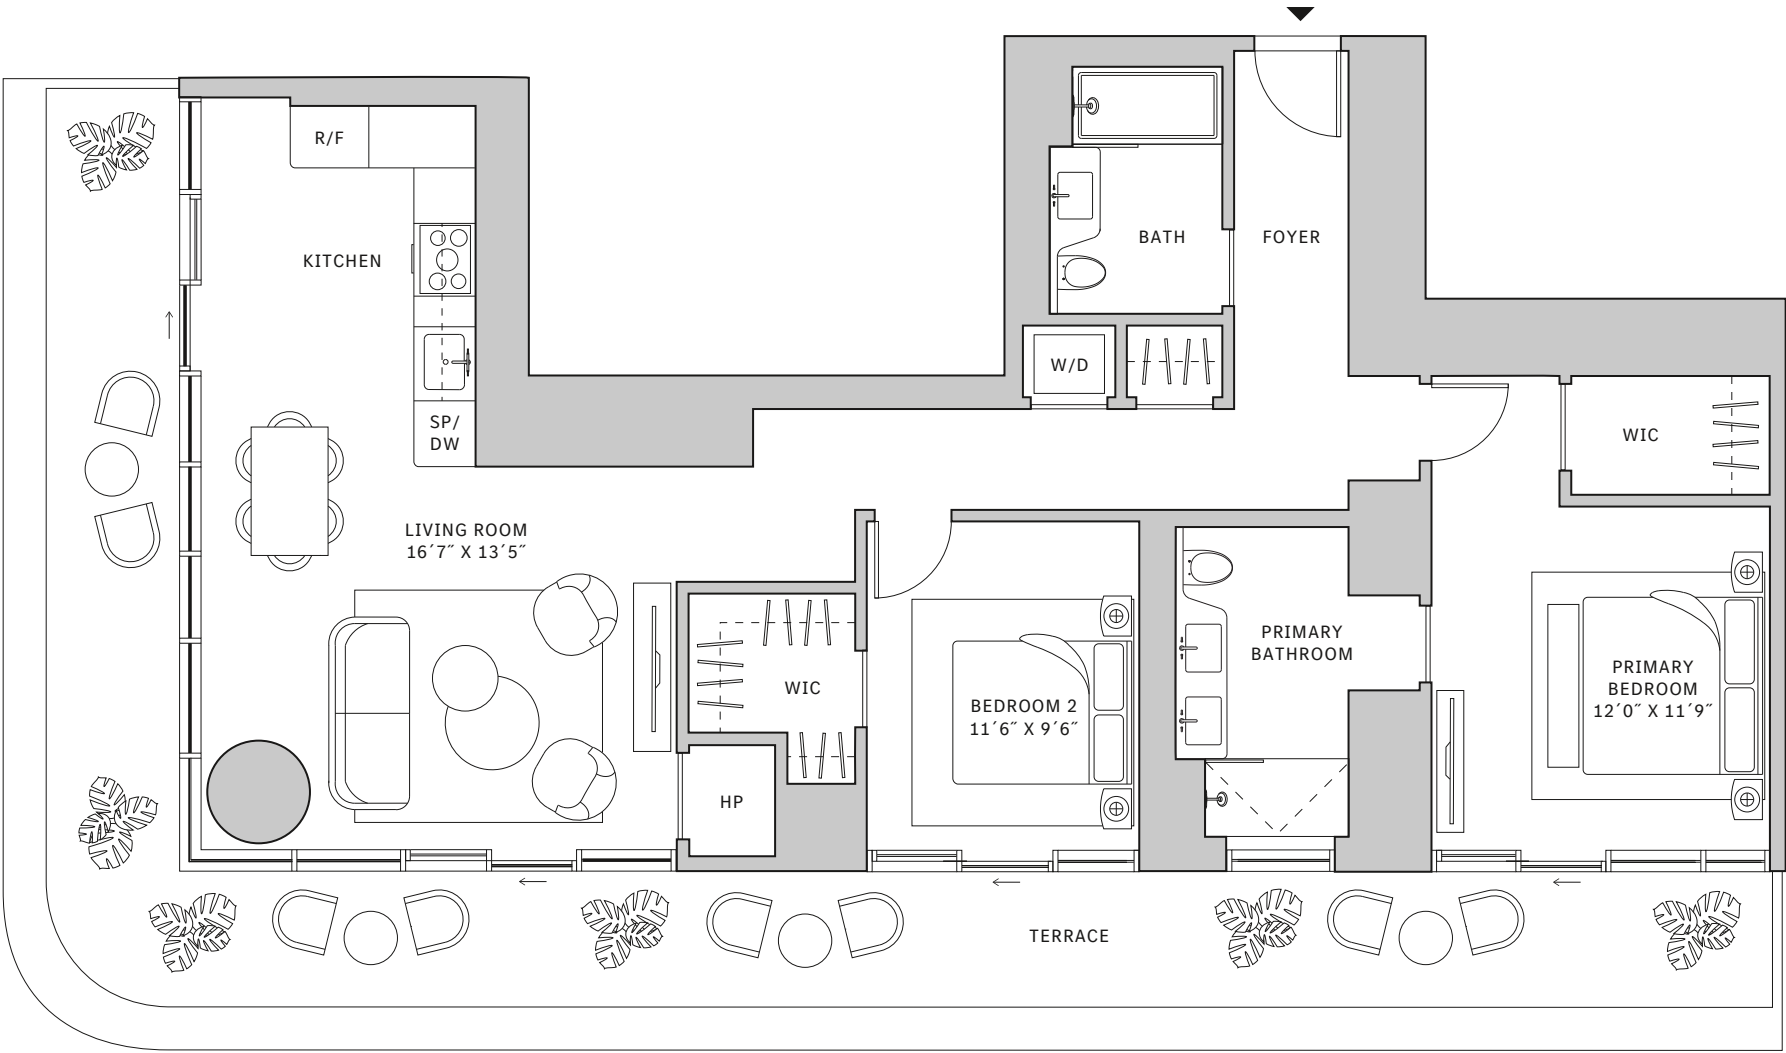 R/F
KITCHEN
SP/
DW
LIVING ROOM
16´7˝ X 13´5˝
BATH
FOYER
W/D
WIC
WIC
HP
BEDROOM 2
11´6˝ X 9´6˝
PRIMARY
BATHROOM
PRIMARY
BEDROOM
12´0˝ X 11´9˝
TERRACE